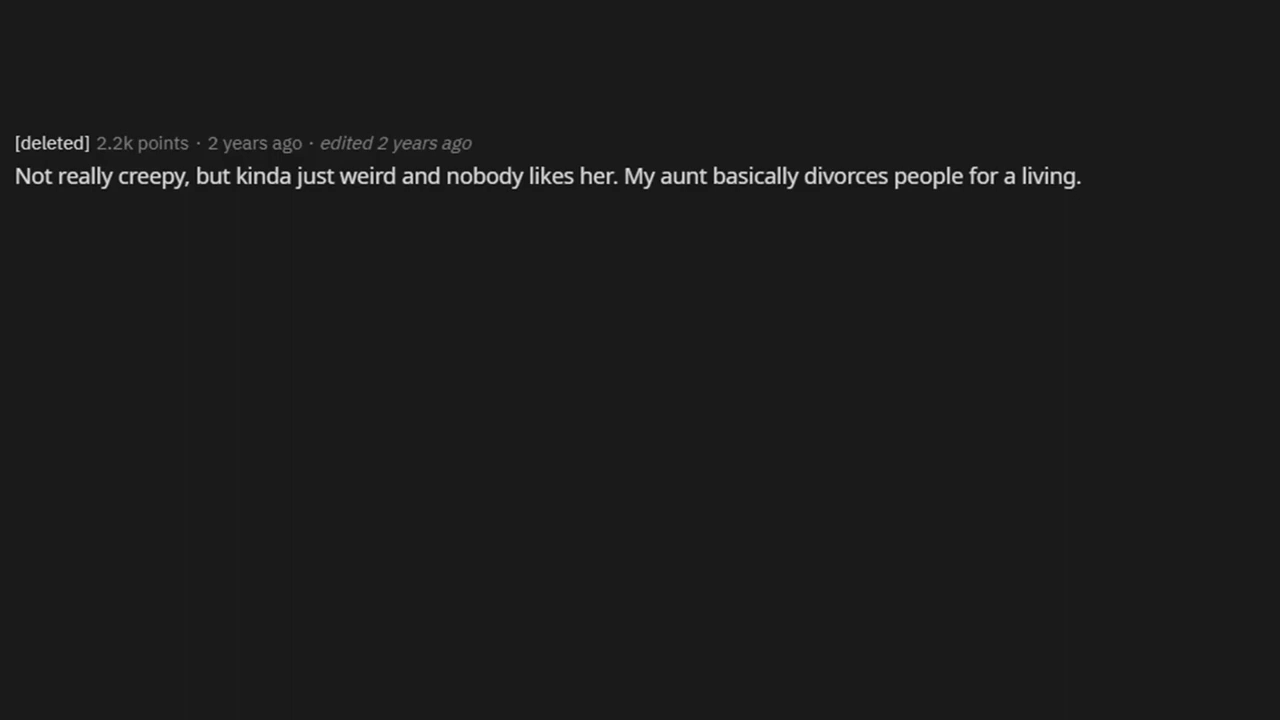 [deleted] 2.2k points · 2 years ago · edited 2 years ago
Not really creepy, but kinda just weird and nobody likes her. My aunt basically divorces people for a living.